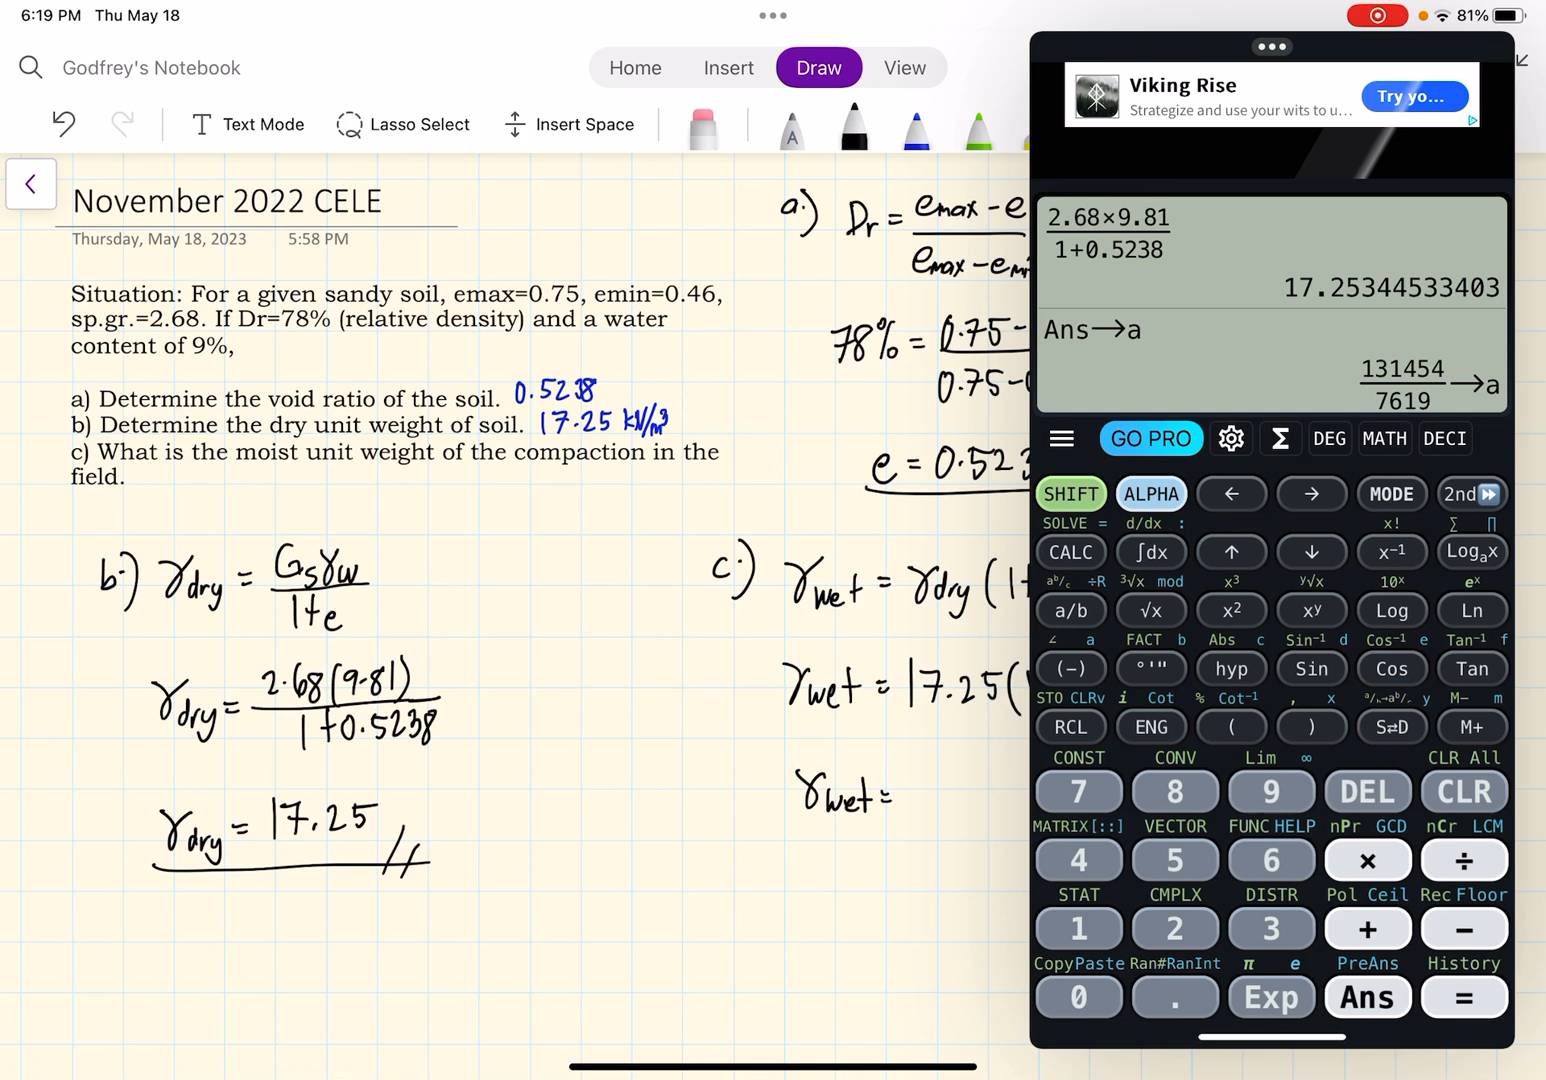 6:19 PM Thu May 18
81%
Godfrey's Notebook
Home Insert Draw View
Text Mode Lasso Select Insert Space
A
November 2022 CELE
Thursday, May 18, 2023 5:58 PM
Situation: For a given sandy soil, emax=0.75, emin=0.46,
sp.gr.=2.68. If Dr=78% (relative density) and a water
content of 9%,
a) Determine the void ratio of the soil. 0.5238
b) Determine the dry unit weight of soil. 17.25 kN/m³
c) What is the moist unit weight of the compaction in the
field.
a.) Dr = emax - e
emax - em
78% = 0.75-
0.75-0
e = 0.523
b.) γdry = Gsγw
1+e
γdry = 2.68(9.81)
1+0.5238
γdry = 17.25
c.) γwet = γdry (1+
γwet = 17.25(
γwet =
Viking Rise
Strategize and use your wits to u...
Try yo...
2.68×9.81
1+0.5238
17.25344533403
Ans→a
131454
7619 →a
GO PRO Σ DEG MATH DECI
SHIFT ALPHA ← → MODE 2nd
SOLVE = d/dx : x! ∑ ∏
CALC ∫dx ↑ ↓ x⁻¹ Logax
ab/c ÷R ³√x mod x³ ʸ√x 10ˣ eˣ
a/b √x x² xʸ Log Ln
∠ a FACT b Abs c Sin⁻¹ d Cos⁻¹ e Tan⁻¹ f
(−) °'" hyp Sin Cos Tan
STO CLRv i Cot % Cot⁻¹ , x y M− m
RCL ENG ( ) S⇄D M+
CONST CONV Lim ∞ CLR All
7 8 9 DEL CLR
MATRIX[::] VECTOR FUNC HELP nPr GCD nCr LCM
4 5 6 × ÷
STAT CMPLX DISTR Pol Ceil Rec Floor
1 2 3 + −
Copy Paste Ran# RanInt π e PreAns History
0 . Exp Ans =